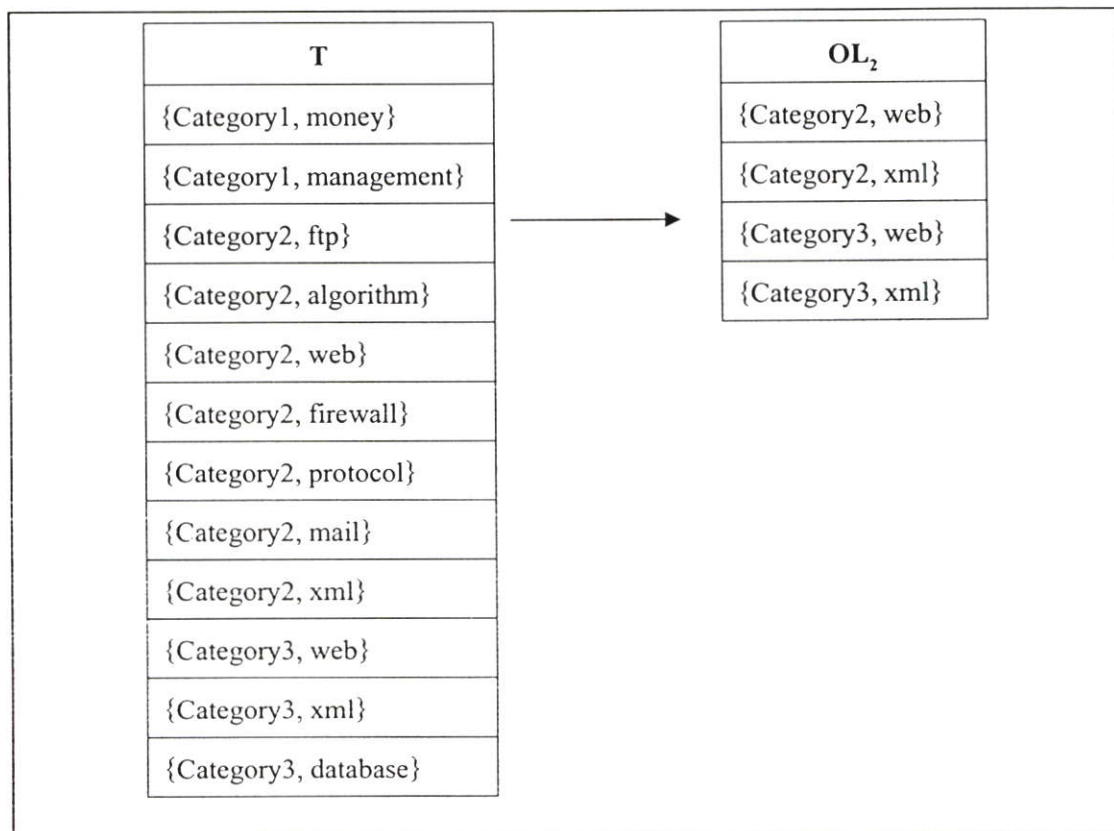 T
{Category1, money}
{Category1, management}
{Category2, ftp}
{Category2, algorithm}
{Category2, web}
{Category2, firewall}
{Category2, protocol}
{Category2, mail}
{Category2, xml}
{Category3, web}
{Category3, xml}
{Category3, database}
OL₂
{Category2, web}
{Category2, xml}
{Category3, web}
{Category3, xml}